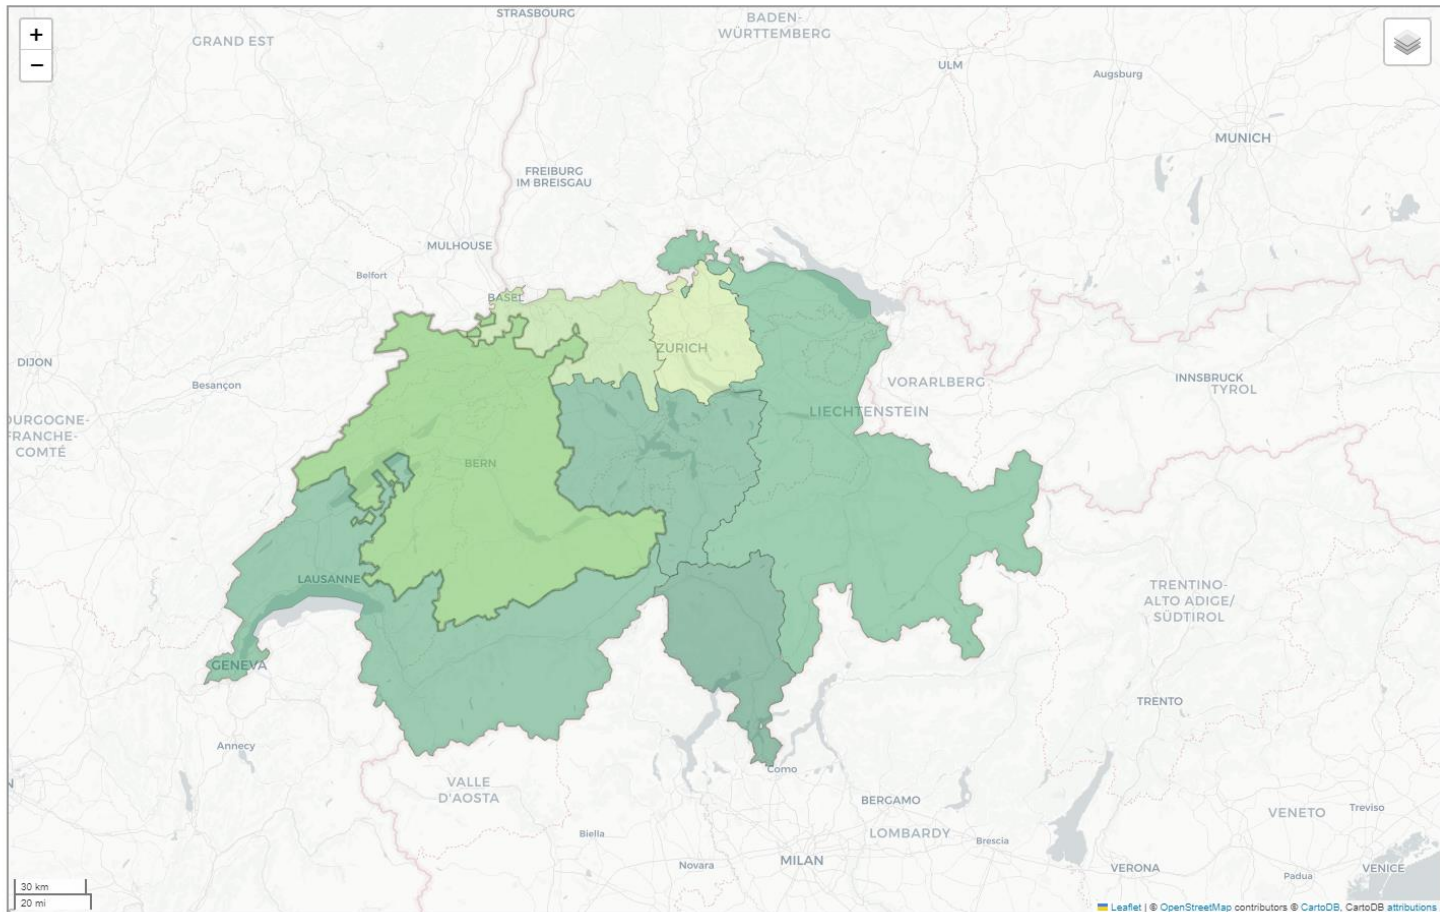 STRASBOURG
BADEN-
WÜRTTEMBERG
+
GRAND EST
−
ULM
Augsburg
MUNICH
FREIBURG
IM BREISGAU
MULHOUSE
Belfort
BASEL
ZURICH
DIJON
Besançon
VORARLBERG
INNSBRUCK
TYROL
LIECHTENSTEIN
OURGOGNE-
FRANCHE-
COMTÉ
BERN
LAUSANNE
TRENTINO-
ALTO ADIGE/
SÜDTIROL
GENEVA
TRENTO
Annecy
Como
VALLE
D'AOSTA
BERGAMO
VENETO
Treviso
Biella
LOMBARDY
Brescia
Novara
MILAN
VERONA
Padua
VENICE
30 km
20 mi
Leaflet | © OpenStreetMap contributors © CartoDB, CartoDB attributions